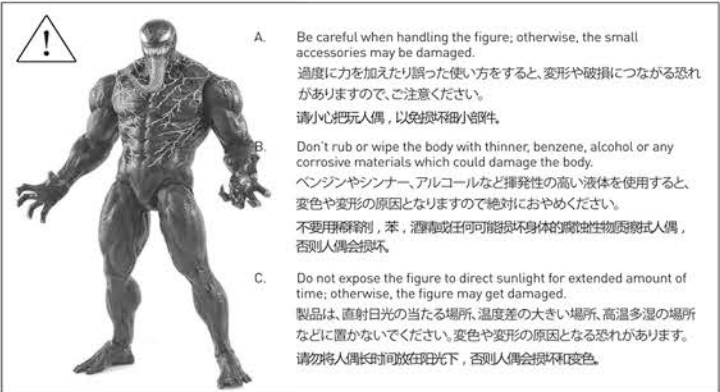 A. Be careful when handling the figure; otherwise, the small
accessories may be damaged.
過度に力を加えたり誤った使い方をすると、変形や破損につながる恐れ
がありますので、ご注意ください。
请小心把玩人偶，以免损坏细小部件。
B. Don't rub or wipe the body with thinner, benzene, alcohol or any
corrosive materials which could damage the body.
ベンジンやシンナー、アルコールなど揮発性の高い液体を使用すると、
変色や変形の原因となりますので絶対におやめください。
不要用稀释剂，苯，酒精或任何可能损坏身体的腐蚀性物质擦拭人偶，
否则人偶会损坏。
C. Do not expose the figure to direct sunlight for extended amount of
time; otherwise, the figure may get damaged.
製品は、直射日光の当たる場所、温度差の大きい場所、高温多湿の場所
などに置かないでください。変色や変形の原因となる恐れがあります。
请勿将人偶长时间放在阳光下，否则人偶会损坏和变色。